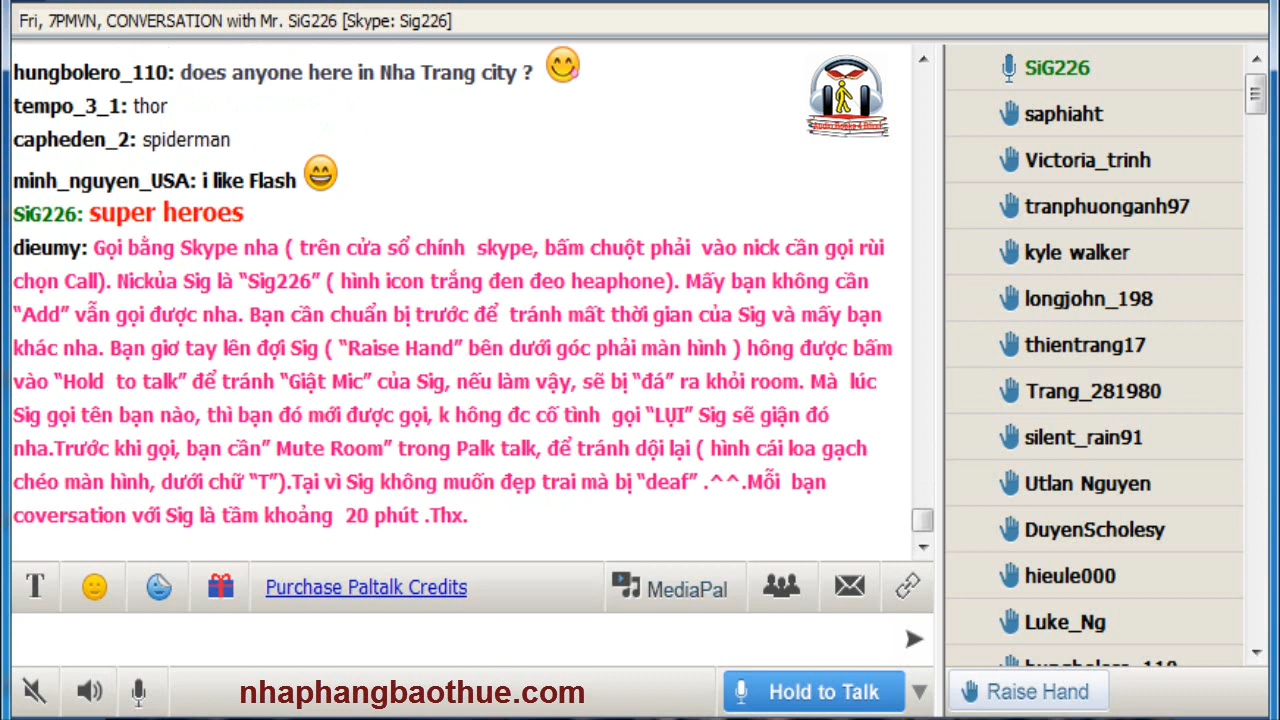 Fri, 7PMVN, CONVERSATION with Mr. SiG226 [Skype: Sig226]
hungbolero_110: does anyone here in Nha Trang city ?
tempo_3_1: thor
capheden_2: spiderman
minh_nguyen_USA: i like Flash
SiG226: super heroes
dieumy: Gọi bằng Skype nha ( trên cửa sổ chính skype, bấm chuột phải vào nick cần gọi rùi
chọn Call). Nickủa Sig là “Sig226” ( hình icon trắng đen đeo heaphone). Mấy bạn không cần
“Add” vẫn gọi được nha. Bạn cần chuẩn bị trước để tránh mất thời gian của Sig và mấy bạn
khác nha. Bạn giơ tay lên đợi Sig ( “Raise Hand” bên dưới góc phải màn hình ) hông được bấm
vào “Hold to talk” để tránh “Giật Mic” của Sig, nếu làm vậy, sẽ bị “đá” ra khỏi room. Mà lúc
Sig gọi tên bạn nào, thì bạn đó mới được gọi, k hông đc cố tình gọi “LỤI” Sig sẽ giận đó
nha.Trước khi gọi, bạn cần” Mute Room” trong Palk talk, để tránh dội lại ( hình cái loa gạch
chéo màn hình, dưới chữ “T”).Tại vì Sig không muốn đẹp trai mà bị “deaf” .^^.Mỗi bạn
coversation với Sig là tầm khoảng 20 phút .Thx.
T
Purchase Paltalk Credits
MediaPal
nhaphangbaothue.com
Hold to Talk
SiG226
saphiaht
Victoria_trinh
tranphuonganh97
kyle walker
longjohn_198
thientrang17
Trang_281980
silent_rain91
Utlan Nguyen
DuyenScholesy
hieule000
Luke_Ng
hungbolero_110
Raise Hand